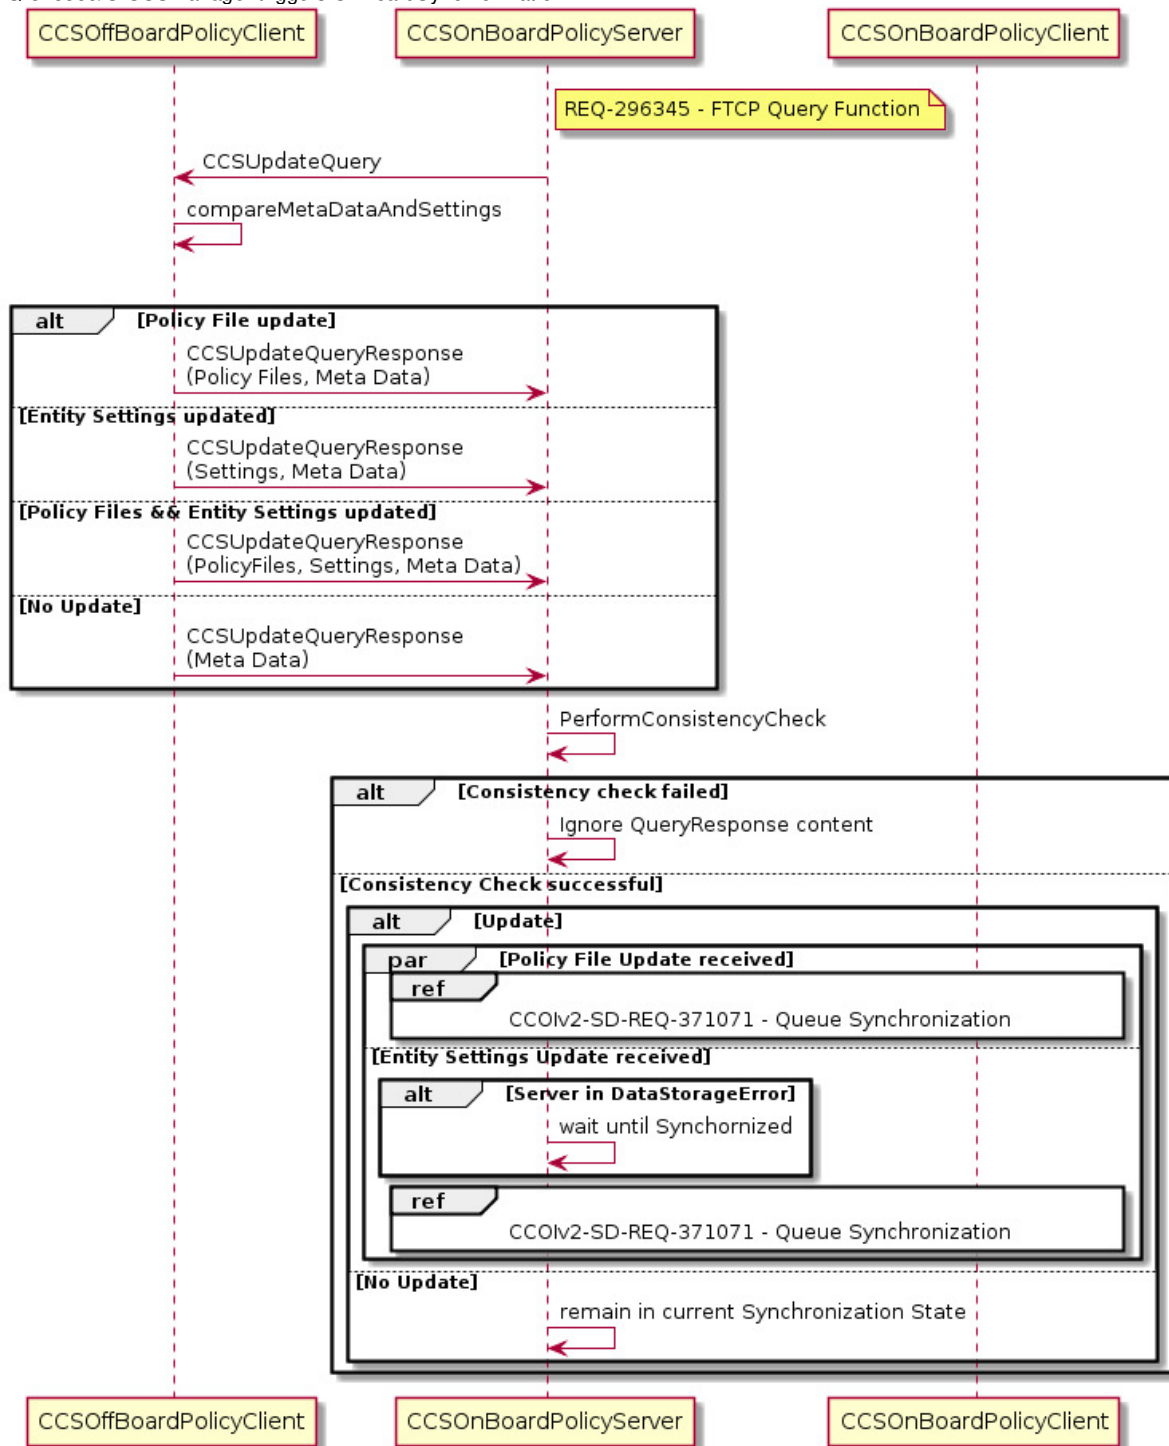 CCSOffBoardPolicyClient
CCSOnBoardPolicyServer
CCSOnBoardPolicyClient
REQ-296345 - FTCP Query Function
CCSUpdateQuery
compareMetaDataAndSettings
alt
[Policy File update]
CCSUpdateQueryResponse
(Policy Files, Meta Data)
[Entity Settings updated]
CCSUpdateQueryResponse
(Settings, Meta Data)
[Policy Files && Entity Settings updated]
CCSUpdateQueryResponse
(PolicyFiles, Settings, Meta Data)
[No Update]
CCSUpdateQueryResponse
(Meta Data)
PerformConsistencyCheck
alt
[Consistency check failed]
Ignore QueryResponse content
[Consistency Check successful]
alt
[Update]
par
[Policy File Update received]
ref
CCOIv2-SD-REQ-371071 - Queue Synchronization
[Entity Settings Update received]
alt
[Server in DataStorageError]
wait until Synchornized
ref
CCOIv2-SD-REQ-371071 - Queue Synchronization
[No Update]
remain in current Synchronization State
CCSOffBoardPolicyClient
CCSOnBoardPolicyServer
CCSOnBoardPolicyClient